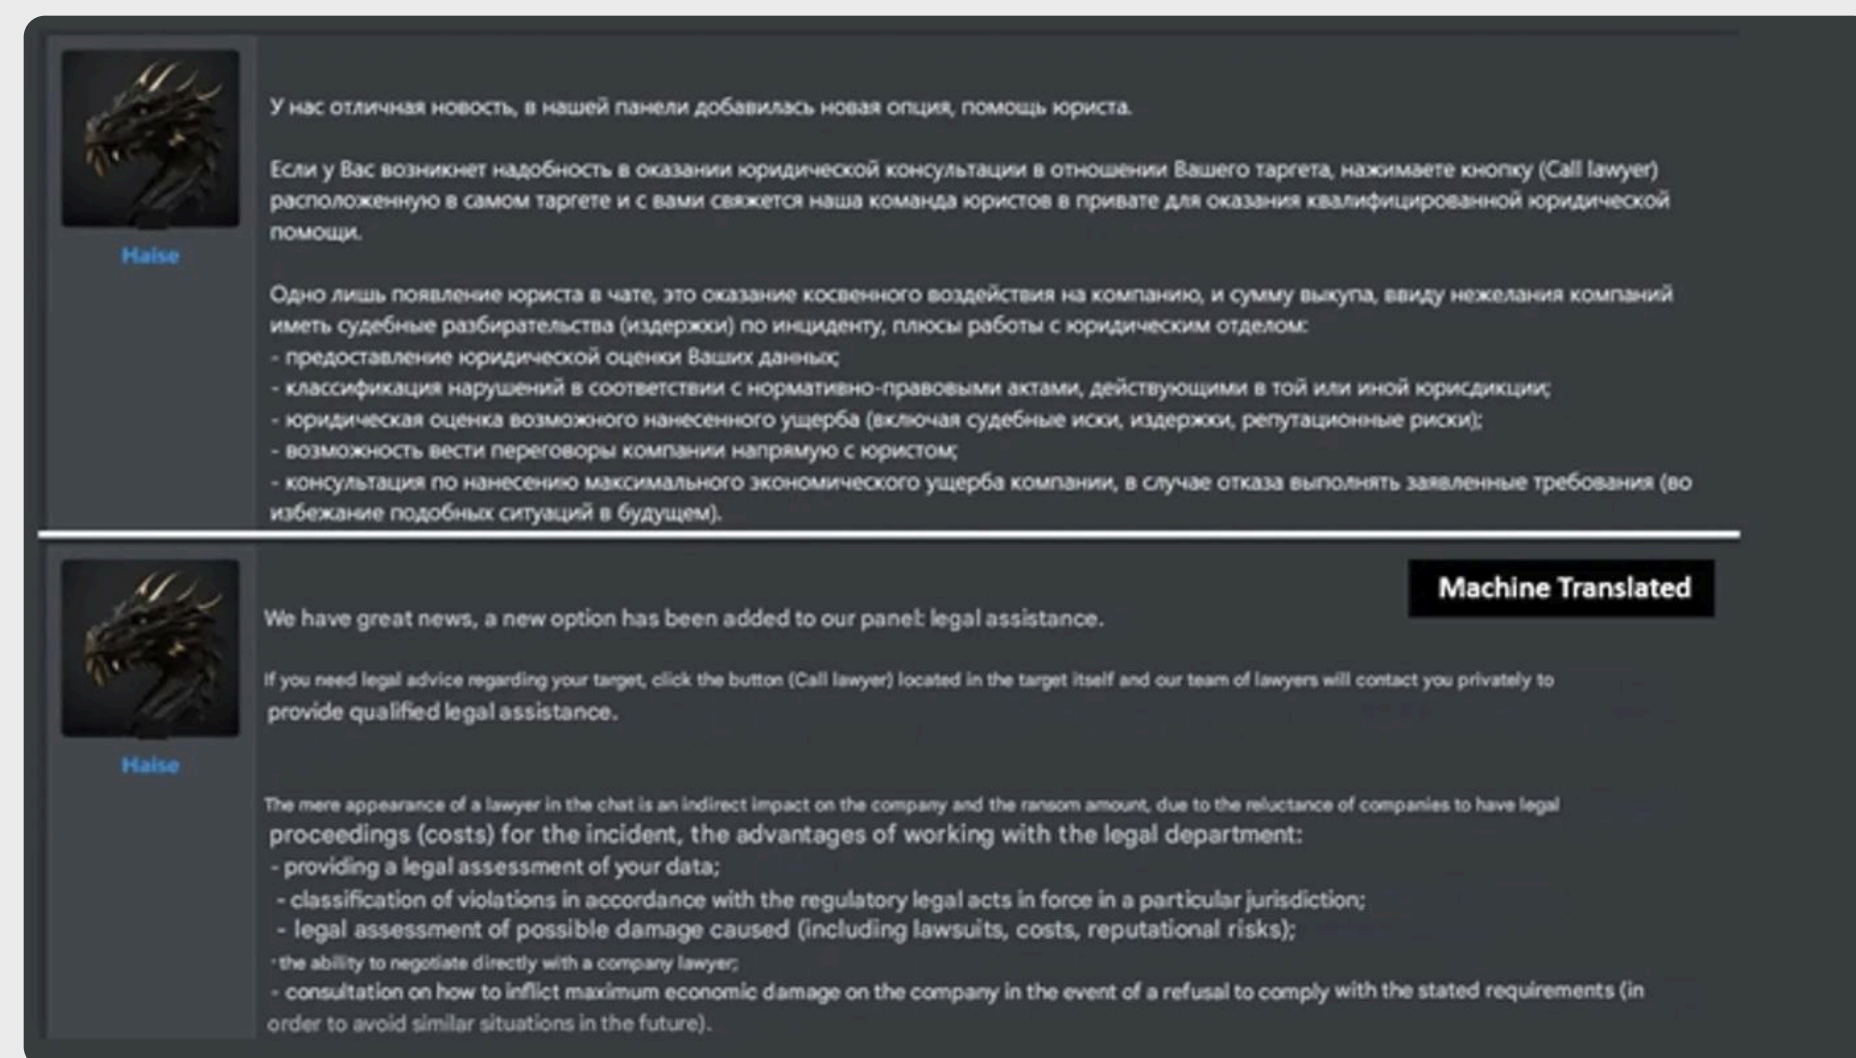 У нас отличная новость, в нашей панели добавилась новая опция, помощь юриста.
Если у Вас возникнет надобность в оказании юридической консультации в отношении Вашего таргета, нажимаете кнопку (Call lawyer)
расположенную в самом таргете и с вами свяжется наша команда юристов в привате для оказания квалифицированной юридической
помощи.
Haise
Одно лишь появление юриста в чате, это оказание косвенного воздействия на компанию, и сумму выкупа, ввиду нежелания компаний
иметь судебные разбирательства (издержки) по инциденту, плюсы работы с юридическим отделом:
- предоставление юридической оценки Ваших данных;
- классификация нарушений в соответствии с нормативно-правовыми актами, действующими в той или иной юрисдикции;
- юридическая оценка возможного нанесенного ущерба (включая судебные иски, издержки, репутационные риски);
- возможность вести переговоры компании напрямую с юристом;
- консультация по нанесению максимального экономического ущерба компании, в случае отказа выполнять заявленные требования (во
избежание подобных ситуаций в будущем).
Machine Translated
We have great news, a new option has been added to our panel: legal assistance.
If you need legal advice regarding your target, click the button (Call lawyer) located in the target itself and our team of lawyers will contact you privately to
provide qualified legal assistance.
Haise
The mere appearance of a lawyer in the chat is an indirect impact on the company and the ransom amount, due to the reluctance of companies to have legal
proceedings (costs) for the incident, the advantages of working with the legal department:
- providing a legal assessment of your data;
- classification of violations in accordance with the regulatory legal acts in force in a particular jurisdiction;
- legal assessment of possible damage caused (including lawsuits, costs, reputational risks);
- the ability to negotiate directly with a company lawyer;
- consultation on how to inflict maximum economic damage on the company in the event of a refusal to comply with the stated requirements (in
order to avoid similar situations in the future).